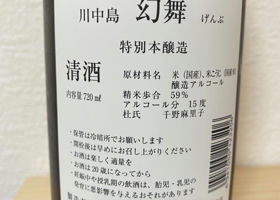 川中島 幻舞 げんぶ
特別本醸造
清酒
内容量720㎖
原材料名 米(国産)、米こうじ(国産米)
醸造アルコール
精米歩合 59%
アルコール分 15度
杜氏 千野麻里子
・保管は冷暗所でお願いします
・開栓後は早めにお召し上がりください
・お酒は楽しく適量を
・お酒は20歳になってから
・妊娠中や授乳期の飲酒は、胎児・乳児の
発育に悪影響を与えるおそれがあります